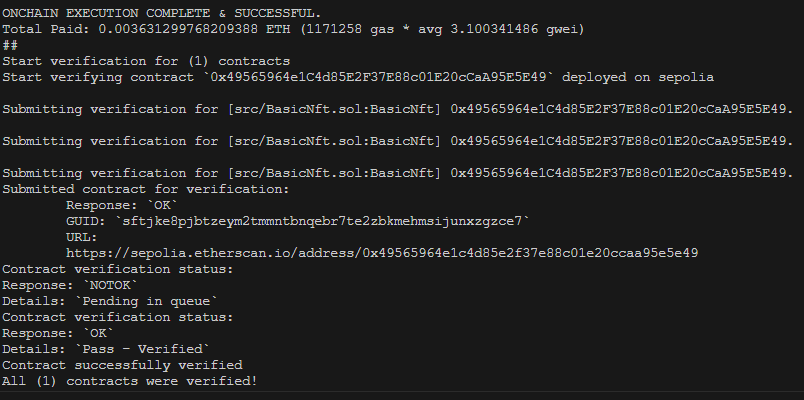 ONCHAIN EXECUTION COMPLETE & SUCCESSFUL.
Total Paid: 0.003631299768209388 ETH (1171258 gas * avg 3.100341486 gwei)
##
Start verification for (1) contracts
Start verifying contract `0x49565964e1C4d85E2F37E88c01E20cCaA95E5E49` deployed on sepolia
Submitting verification for [src/BasicNft.sol:BasicNft] 0x49565964e1C4d85E2F37E88c01E20cCaA95E5E49.
Submitting verification for [src/BasicNft.sol:BasicNft] 0x49565964e1C4d85E2F37E88c01E20cCaA95E5E49.
Submitting verification for [src/BasicNft.sol:BasicNft] 0x49565964e1C4d85E2F37E88c01E20cCaA95E5E49.
Submitted contract for verification:
Response: `OK`
GUID: `sftjke8pjbtzeym2tmmntbnqebr7te2zbkmehmsijunxzgzce7`
URL:
https://sepolia.etherscan.io/address/0x49565964e1c4d85e2f37e88c01e20ccaa95e5e49
Contract verification status:
Response: `NOTOK`
Details: `Pending in queue`
Contract verification status:
Response: `OK`
Details: `Pass - Verified`
Contract successfully verified
All (1) contracts were verified!